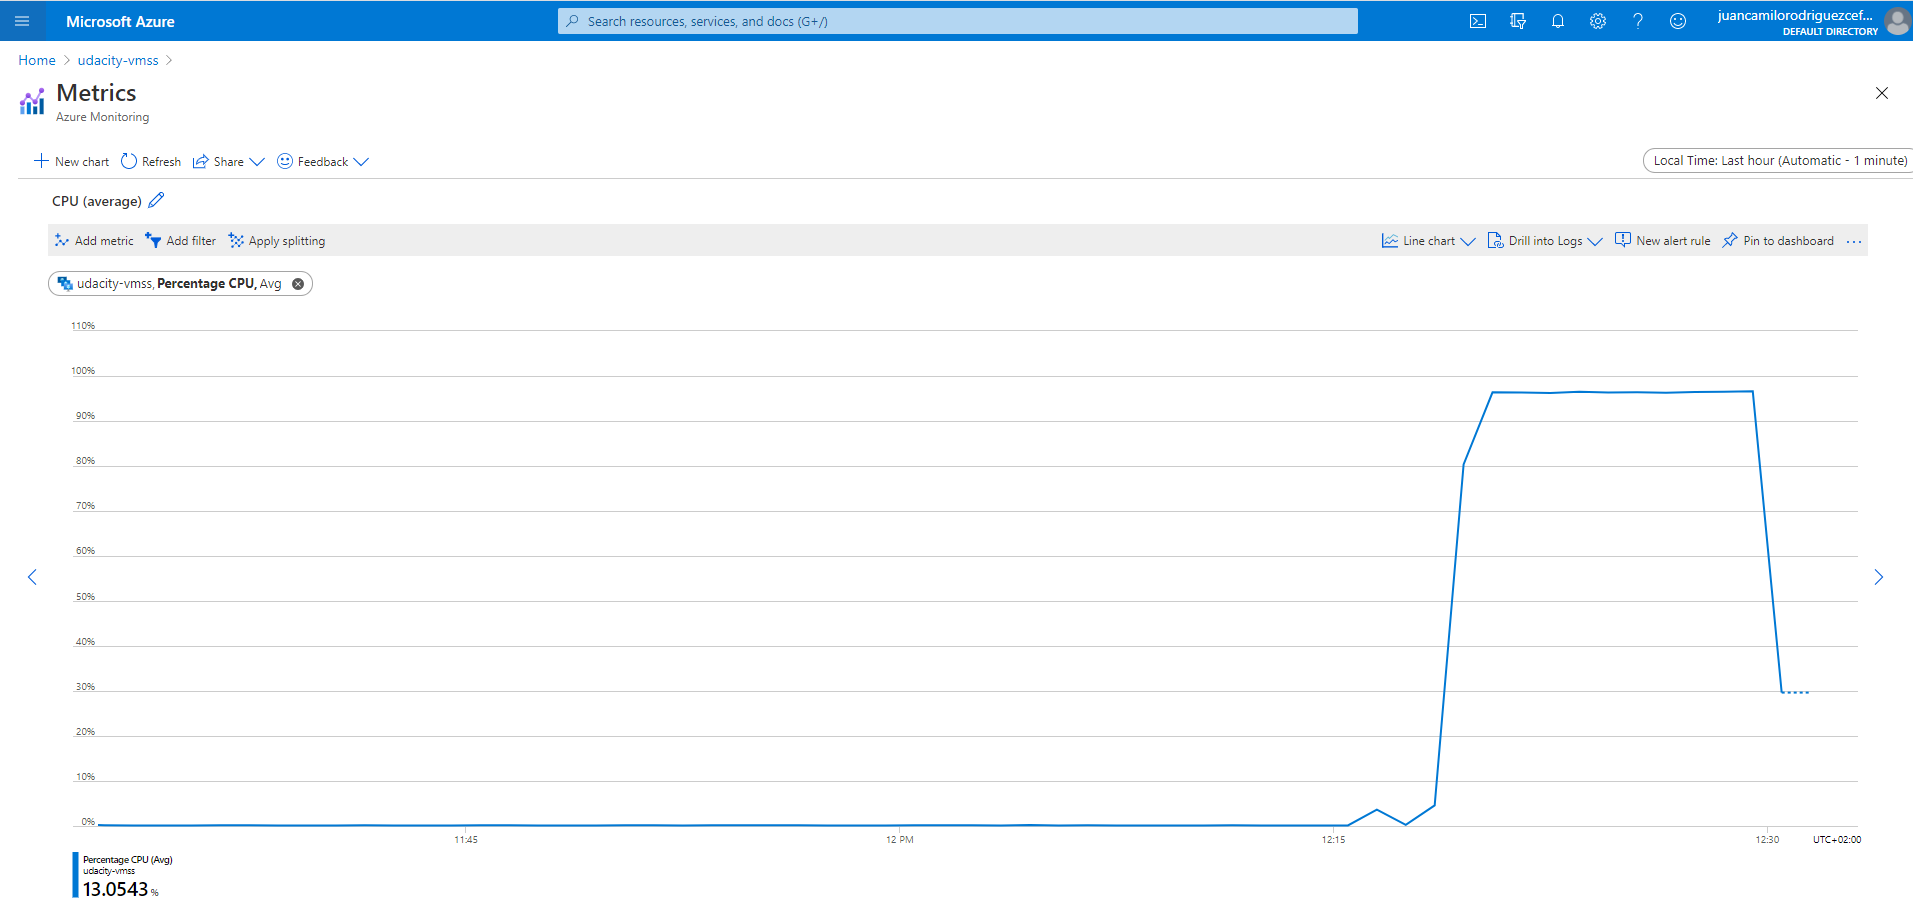 Microsoft Azure
Search resources, services, and docs (G+/)
juancamilorodriguezcef...
DEFAULT DIRECTORY
Home > udacity-vmss >
Metrics
Azure Monitoring
New chart Refresh Share Feedback
Local Time: Last hour (Automatic - 1 minute)
CPU (average)
Add metric Add filter Apply splitting Line chart Drill into Logs New alert rule Pin to dashboard ...
udacity-vmss, Percentage CPU, Avg
110%
100%
90%
80%
70%
60%
50%
40%
30%
20%
10%
0%
11:45 12 PM 12:15 12:30 UTC+02:00
Percentage CPU (Avg)
udacity-vmss
13.0543 %